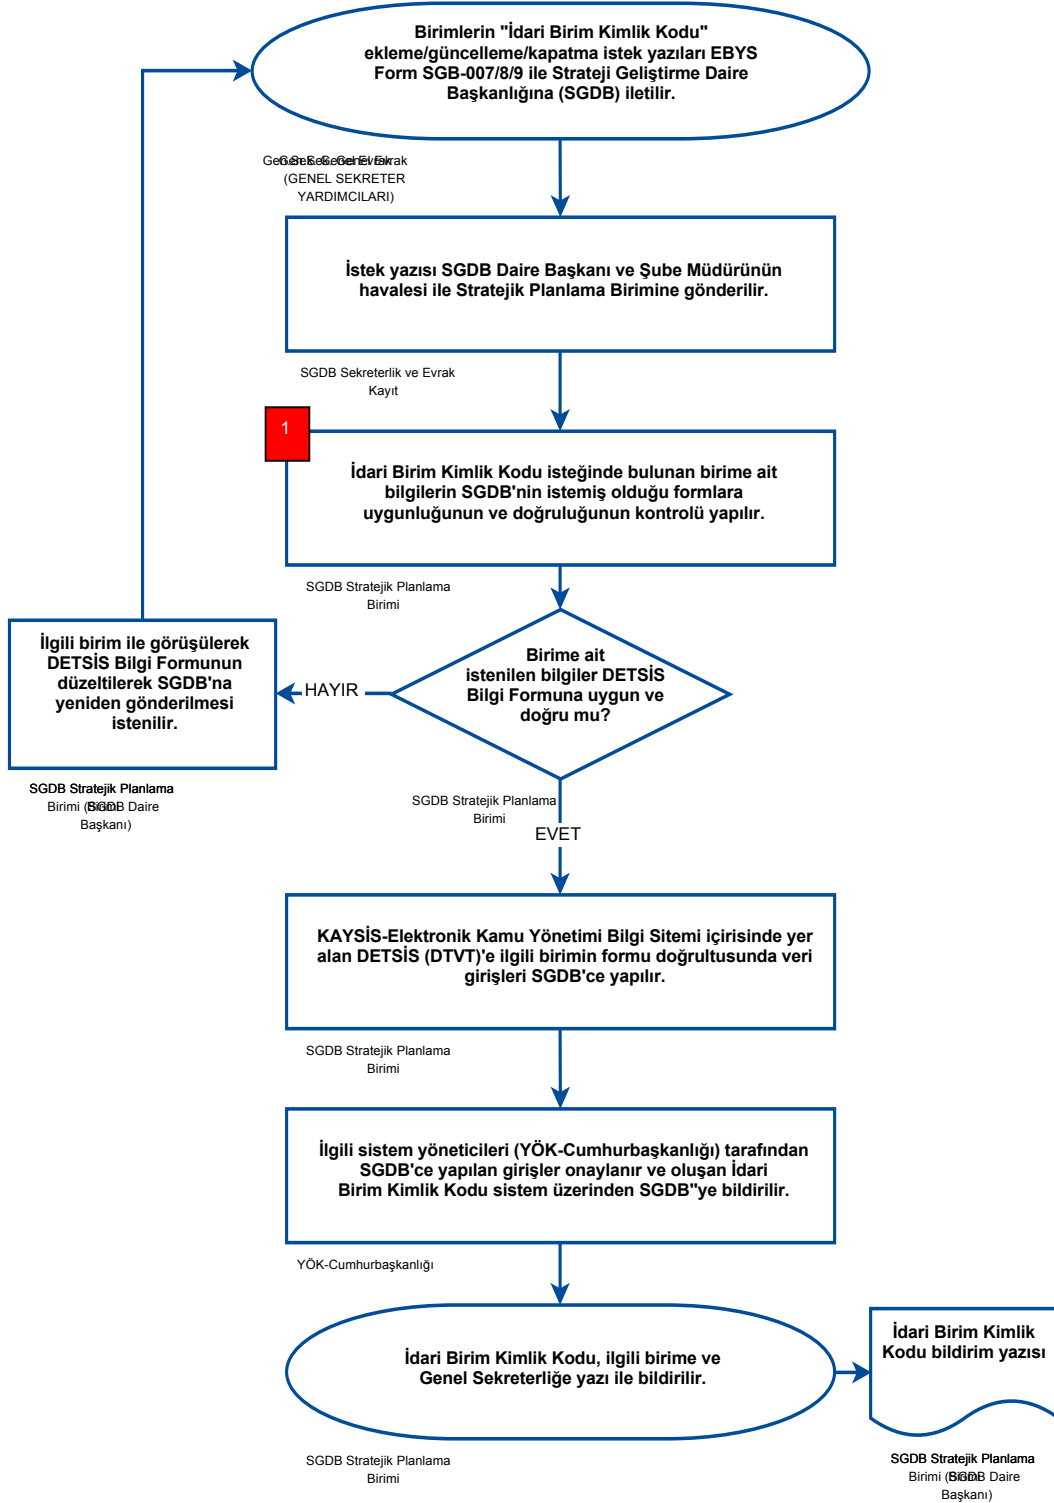 Birimlerin "İdari Birim Kimlik Kodu"
ekleme/güncelleme/kapatma istek yazıları EBYS
Form SGB-007/8/9 ile Strateji Geliştirme Daire
Başkanlığına (SGDB) iletilir.
(GENEL SEKRETER
YARDIMCILARI)
İstek yazısı SGDB Daire Başkanı ve Şube Müdürünün
havalesi ile Stratejik Planlama Birimine gönderilir.
SGDB Sekreterlik ve Evrak
Kayıt
1
İdari Birim Kimlik Kodu isteğinde bulunan birime ait
bilgilerin SGDB'nin istemiş olduğu formlara
uygunluğunun ve doğruluğunun kontrolü yapılır.
SGDB Stratejik Planlama
Birimi
Birime ait
istenilen bilgiler DETSİS
Bilgi Formuna uygun ve
doğru mu?
HAYIR
İlgili birim ile görüşülerek
DETSİS Bilgi Formunun
düzeltilerek SGDB'na
yeniden gönderilmesi
istenilir.
SGDB Stratejik Planlama
Birimi Daire
Başkanı)
SGDB Stratejik Planlama
Birimi
EVET
KAYSİS-Elektronik Kamu Yönetimi Bilgi Sitemi içirisinde yer
alan DETSİS (DTVT)'e ilgili birimin formu doğrultusunda veri
girişleri SGDB'ce yapılır.
SGDB Stratejik Planlama
Birimi
İlgili sistem yöneticileri (YÖK-Cumhurbaşkanlığı) tarafından
SGDB'ce yapılan girişler onaylanır ve oluşan İdari
Birim Kimlik Kodu sistem üzerinden SGDB"ye bildirilir.
YÖK-Cumhurbaşkanlığı
İdari Birim Kimlik Kodu, ilgili birime ve
Genel Sekreterliğe yazı ile bildirilir.
SGDB Stratejik Planlama
Birimi
İdari Birim Kimlik
Kodu bildirim yazısı
SGDB Stratejik Planlama
Birimi Daire
Başkanı)